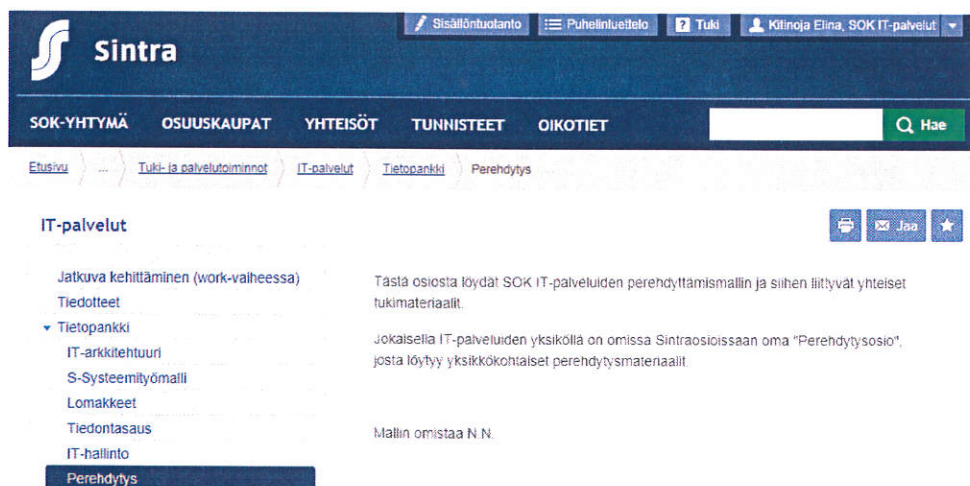 Sisällöntuotanto
Puhelinluettelo
Tuki
Kitinoja Elina, SOK IT-palvelut
Sintra
SOK-YHTYMÄ OSUUSKAUPAT YHTEISÖT TUNNISTEET OIKOTIET
Hae
Etusivu ... Tuki- ja palvelutoiminnot IT-palvelut Tietopankki Perehdytys
IT-palvelut
Jaa
Jatkuva kehittäminen (work-vaiheessa)
Tiedotteet
Tietopankki
IT-arkkitehtuuri
S-Systeemityömalli
Lomakkeet
Tiedontasaus
IT-hallinto
Perehdytys
Tästä osiosta löydät SOK IT-palveluiden perehdyttämismallin ja siihen liittyvät yhteiset
tukimateriaalit.
Jokaisella IT-palveluiden yksiköllä on omissa Sintraosioissaan oma "Perehdytysosio",
josta löytyy yksikkökohtaiset perehdytysmateriaalit.
Mallin omistaa N.N.